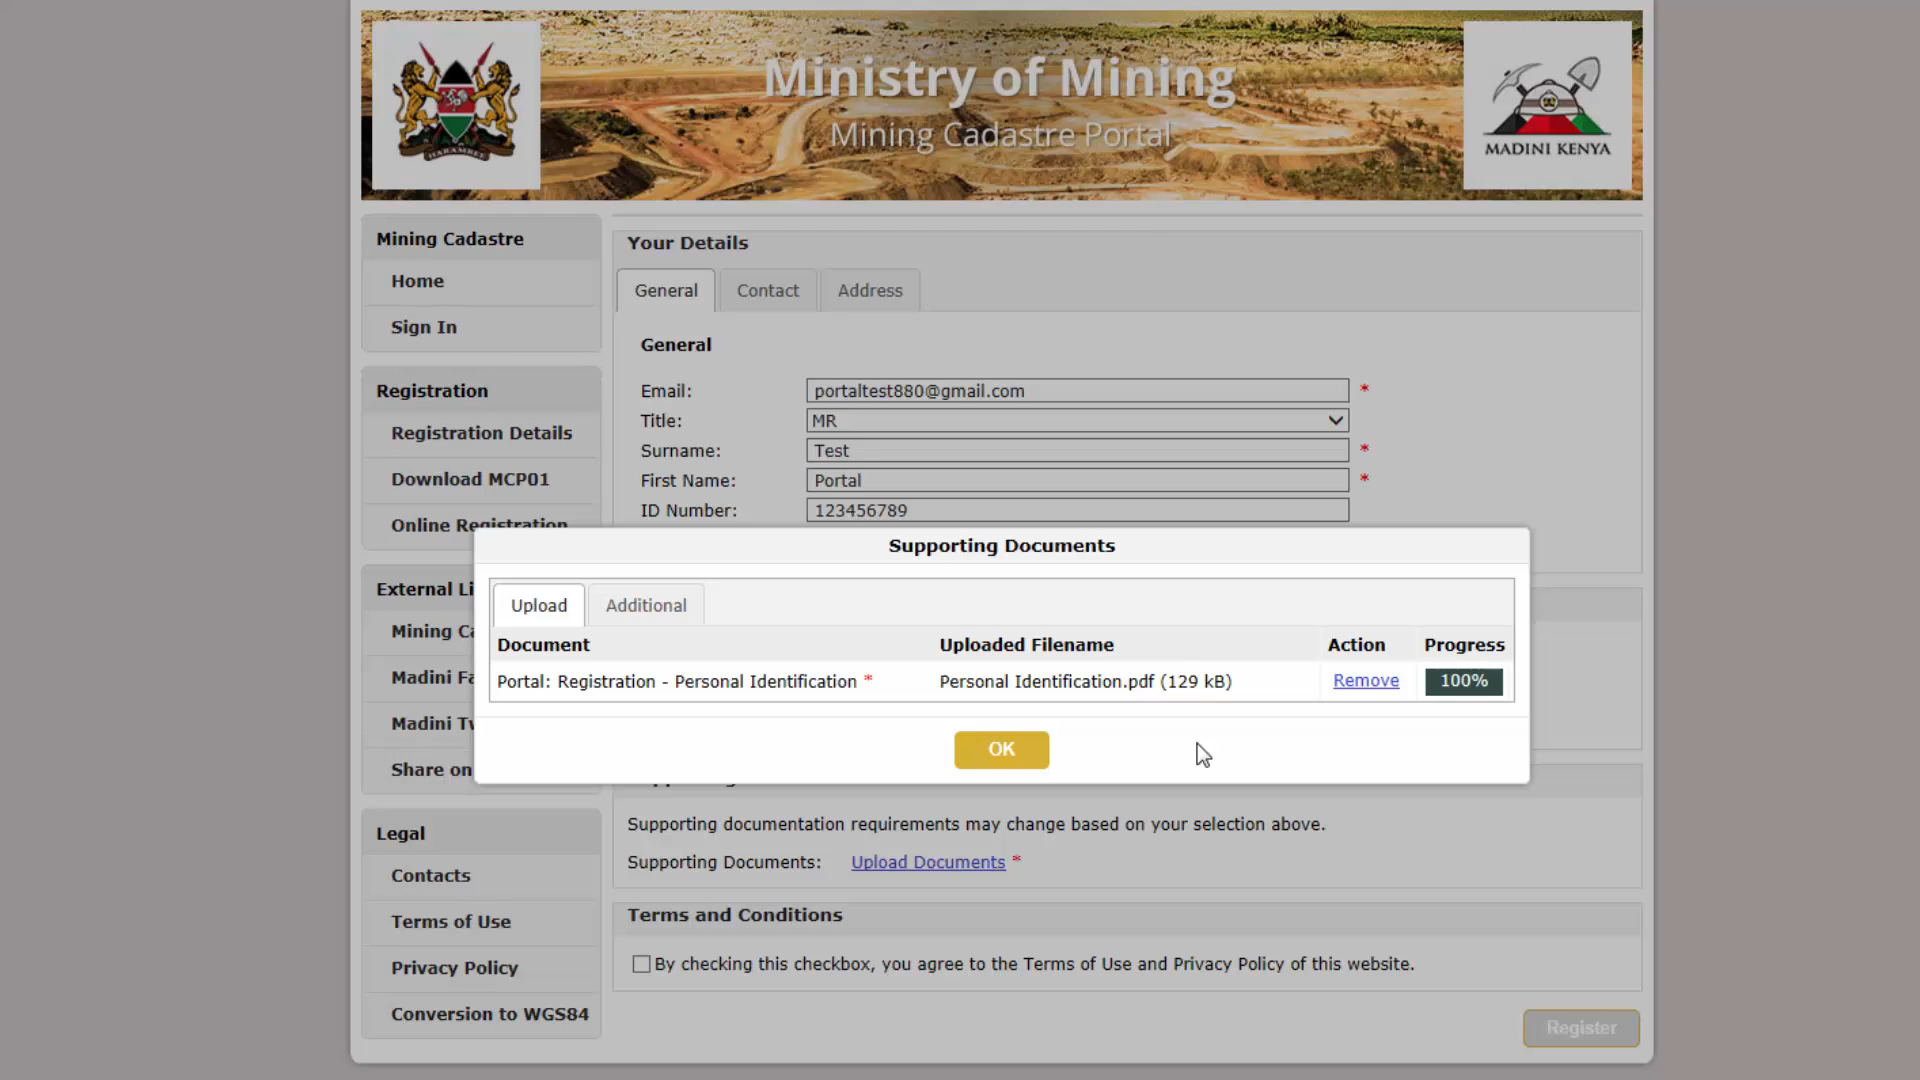 Ministry of Mining
Mining Cadastre Portal
HARAMBEE
MADINI KENYA
Mining Cadastre
Home
Sign In
Registration
Registration Details
Download MCP01
Online Registration
External Li
Mining Ca
Madini Fa
Madini Tw
Share on
Legal
Contacts
Terms of Use
Privacy Policy
Conversion to WGS84
Your Details
General Contact Address
General
Email: portaltest880@gmail.com *
Title: MR
Surname: Test *
First Name: Portal *
ID Number: 123456789
Supporting Documents
Upload Additional
Document Uploaded Filename Action Progress
Portal: Registration - Personal Identification * Personal Identification.pdf (129 kB) Remove 100%
OK
Supporting documentation requirements may change based on your selection above.
Supporting Documents: Upload Documents *
Terms and Conditions
By checking this checkbox, you agree to the Terms of Use and Privacy Policy of this website.
Register